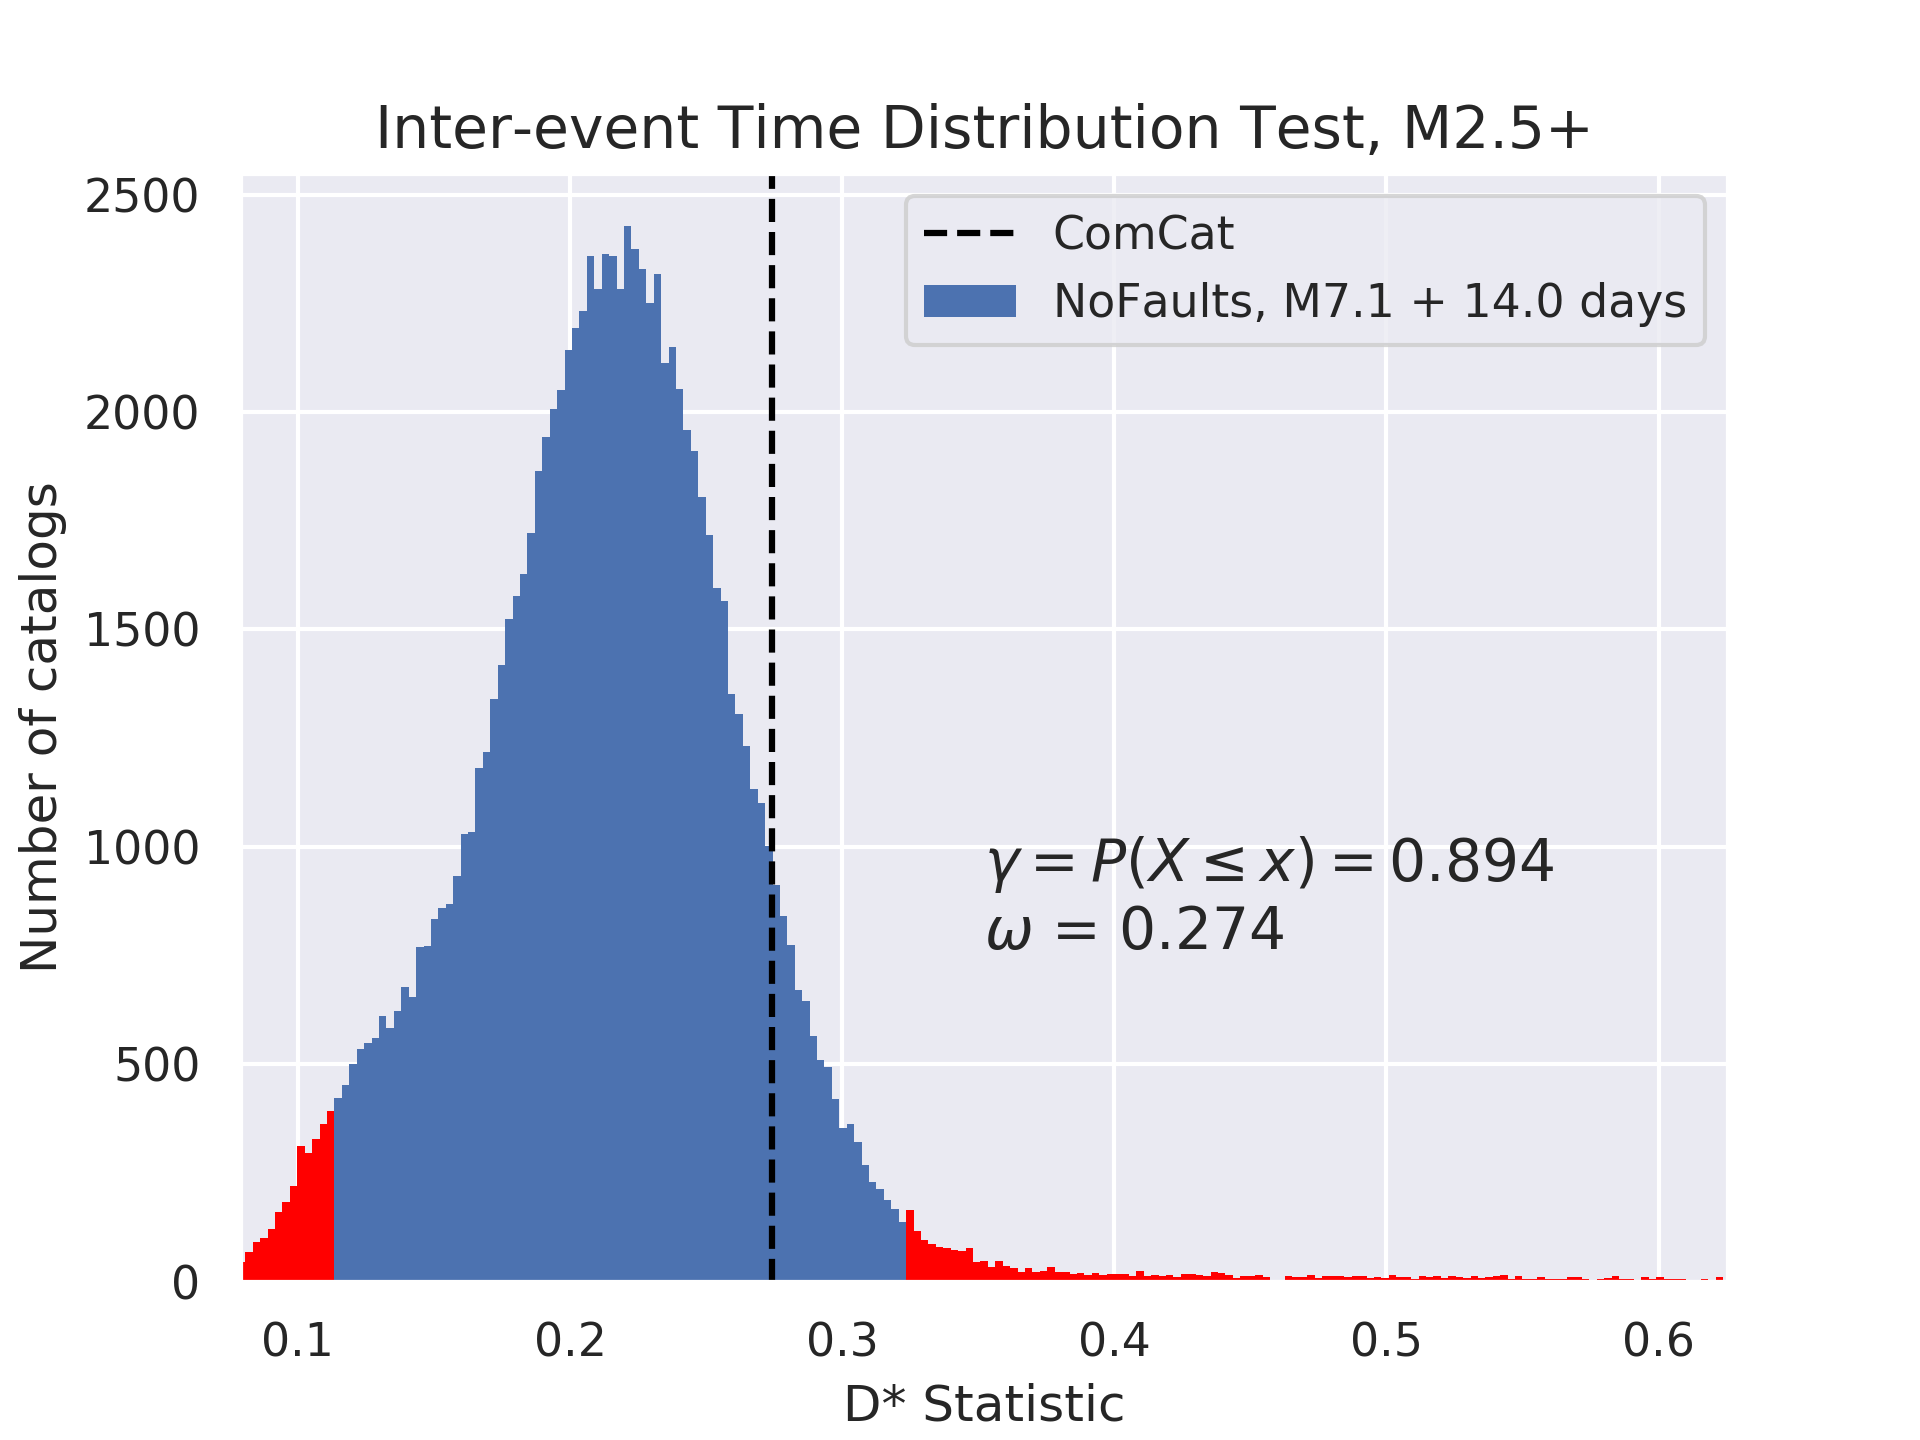 Inter-event Time Distribution Test, M2.5+
2500
2000
1500
1000
500
0
Number of catalogs
ComCat
NoFaults, M7.1 + 14.0 days
γ = P(X ≤ x) = 0.894
ω = 0.274
0.1 0.2 0.3 0.4 0.5 0.6
D* Statistic